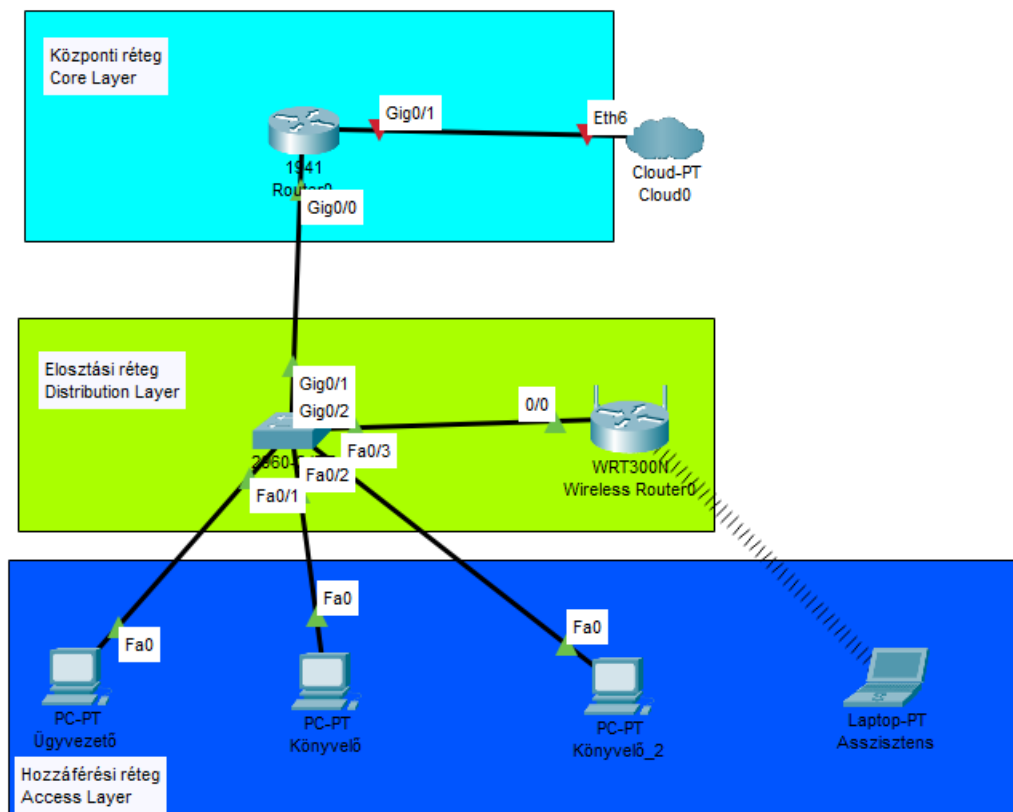 Központi réteg
Core Layer
Gig0/1
Eth6
1941
Router0
Cloud-PT
Cloud0
Gig0/0
Elosztási réteg
Distribution Layer
Gig0/1
Gig0/2
0/0
Fa0/3
Fa0/2
Fa0/1
WRT300N
Wireless Router0
Fa0
Fa0
Fa0
PC-PT
Ügyvezető
PC-PT
Könyvelő
PC-PT
Könyvelő_2
Laptop-PT
Asszisztens
Hozzáférési réteg
Access Layer